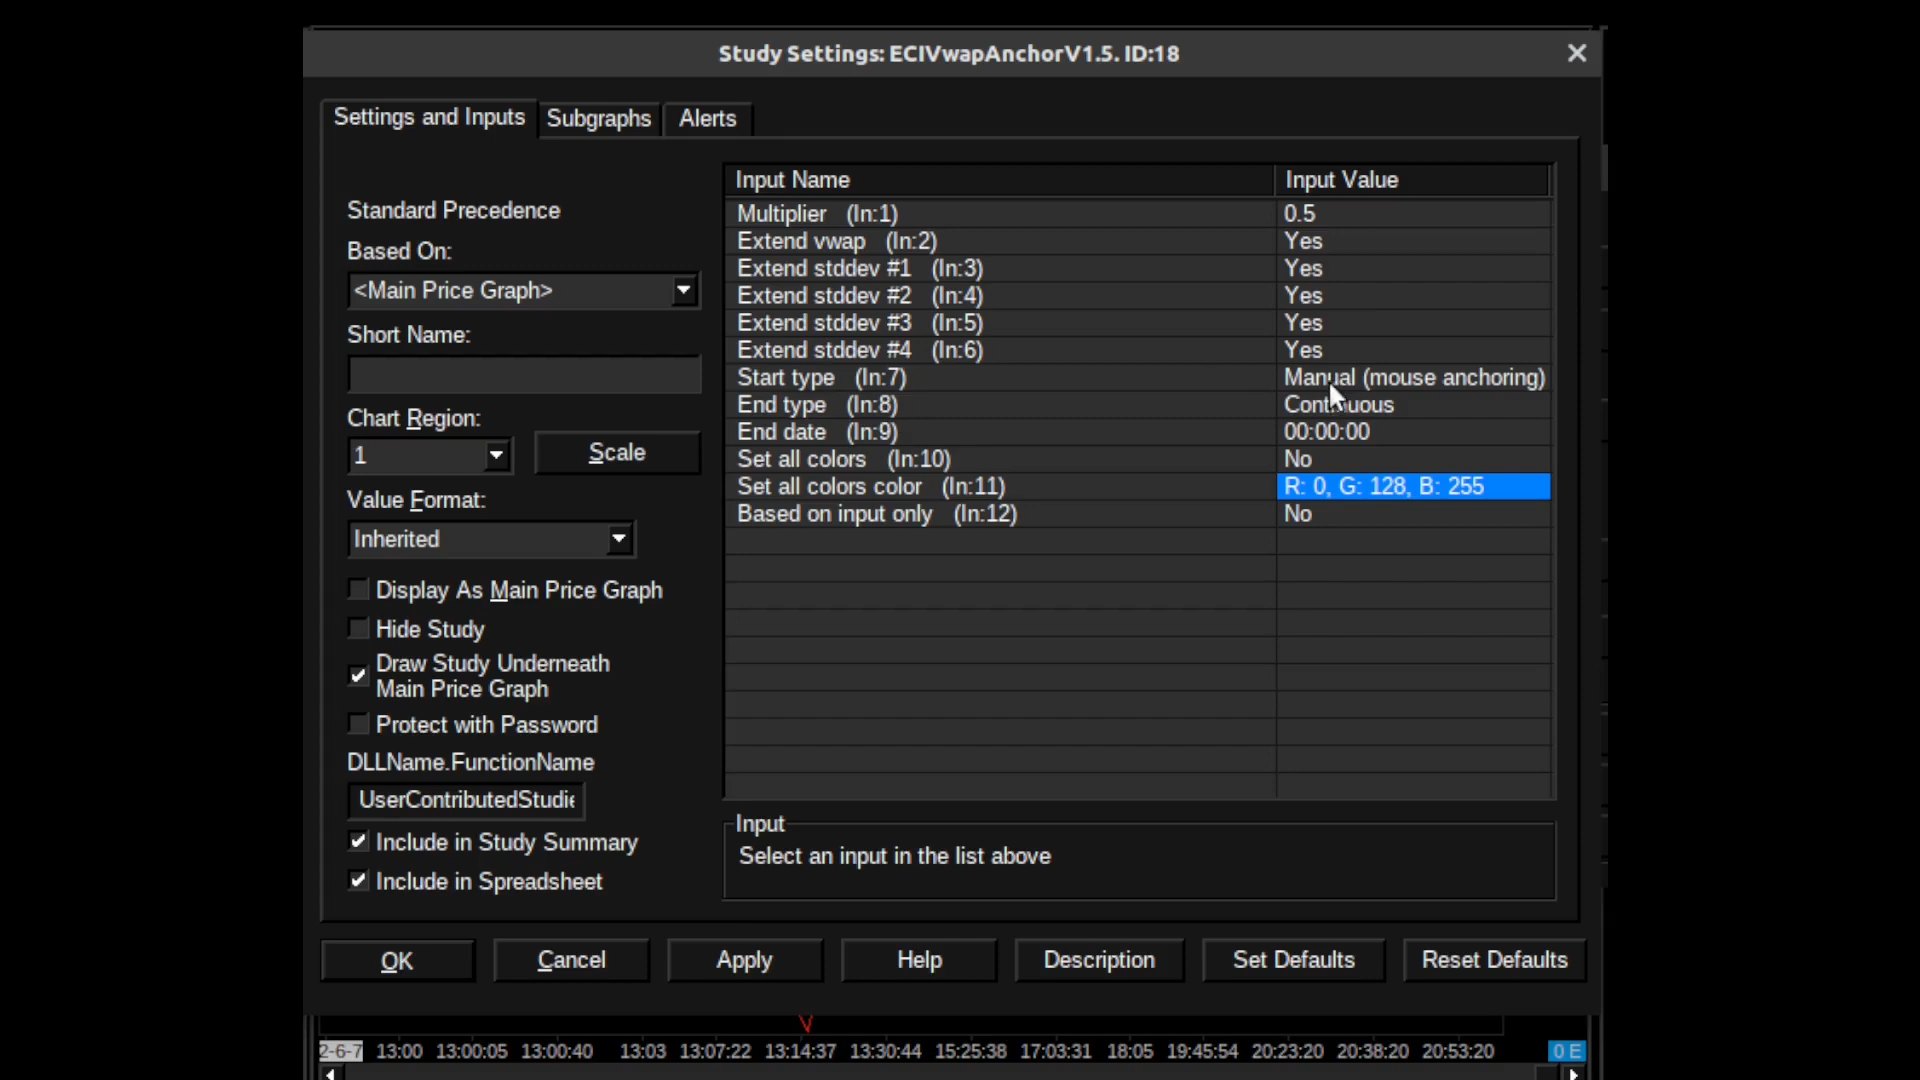 Study Settings: ECIVwapAnchorV1.5. ID:18
Settings and Inputs
Subgraphs
Alerts
Standard Precedence
Based On:
<Main Price Graph>
Short Name:
Chart Region:
1
Scale
Value Format:
Inherited
Display As Main Price Graph
Hide Study
Draw Study Underneath
Main Price Graph
Protect with Password
DLLName.FunctionName
UserContributedStudie
Include in Study Summary
Include in Spreadsheet
Input Name Input Value
Multiplier (In:1) 0.5
Extend vwap (In:2) Yes
Extend stddev #1 (In:3) Yes
Extend stddev #2 (In:4) Yes
Extend stddev #3 (In:5) Yes
Extend stddev #4 (In:6) Yes
Start type (In:7) Manual (mouse anchoring)
End type (In:8) Continuous
End date (In:9) 00:00:00
Set all colors (In:10) No
Set all colors color (In:11) R: 0, G: 128, B: 255
Based on input only (In:12) No
Input
Select an input in the list above
OK Cancel Apply Help Description Set Defaults Reset Defaults
2-6-7 13:00 13:00:05 13:00:40 13:03 13:07:22 13:14:37 13:30:44 15:25:38 17:03:31 18:05 19:45:54 20:23:20 20:38:20 20:53:20 0 E